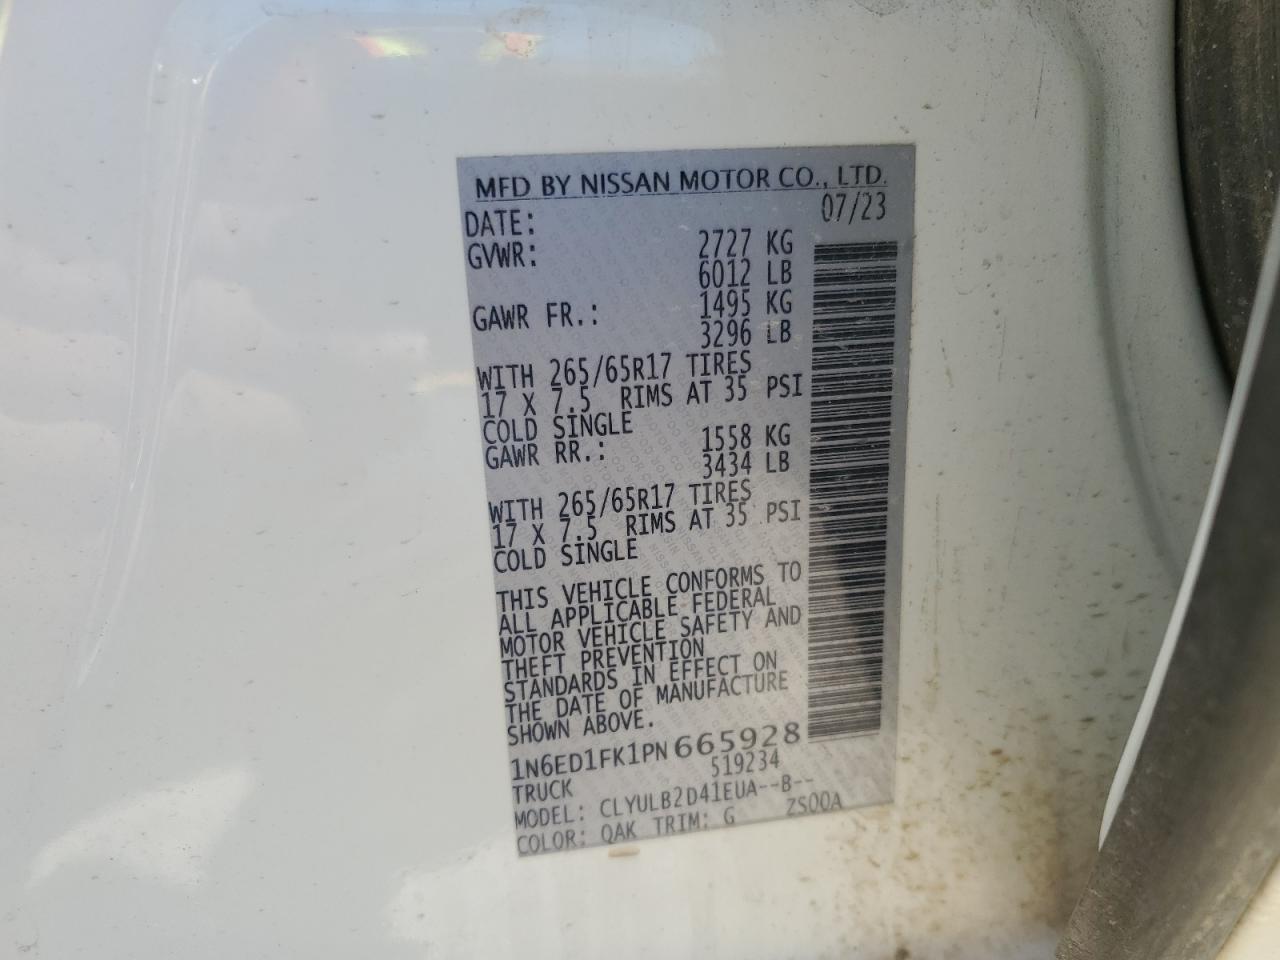 MFD BY NISSAN MOTOR CO., LTD.
DATE: 07/23
GVWR: 2727 KG
6012 LB
GAWR FR.: 1495 KG
3296 LB
WITH 265/65R17 TIRES
17 X 7.5 RIMS AT 35 PSI
COLD SINGLE
GAWR RR.: 1558 KG
3434 LB
WITH 265/65R17 TIRES
17 X 7.5 RIMS AT 35 PSI
COLD SINGLE
THIS VEHICLE CONFORMS TO
ALL APPLICABLE FEDERAL
MOTOR VEHICLE SAFETY AND
THEFT PREVENTION
STANDARDS IN EFFECT ON
THE DATE OF MANUFACTURE
SHOWN ABOVE.
1N6ED1FK1PN 665928
TRUCK 519234
MODEL: CLYULB2D41EUA--B--
COLOR: QAK TRIM: G ZS00A